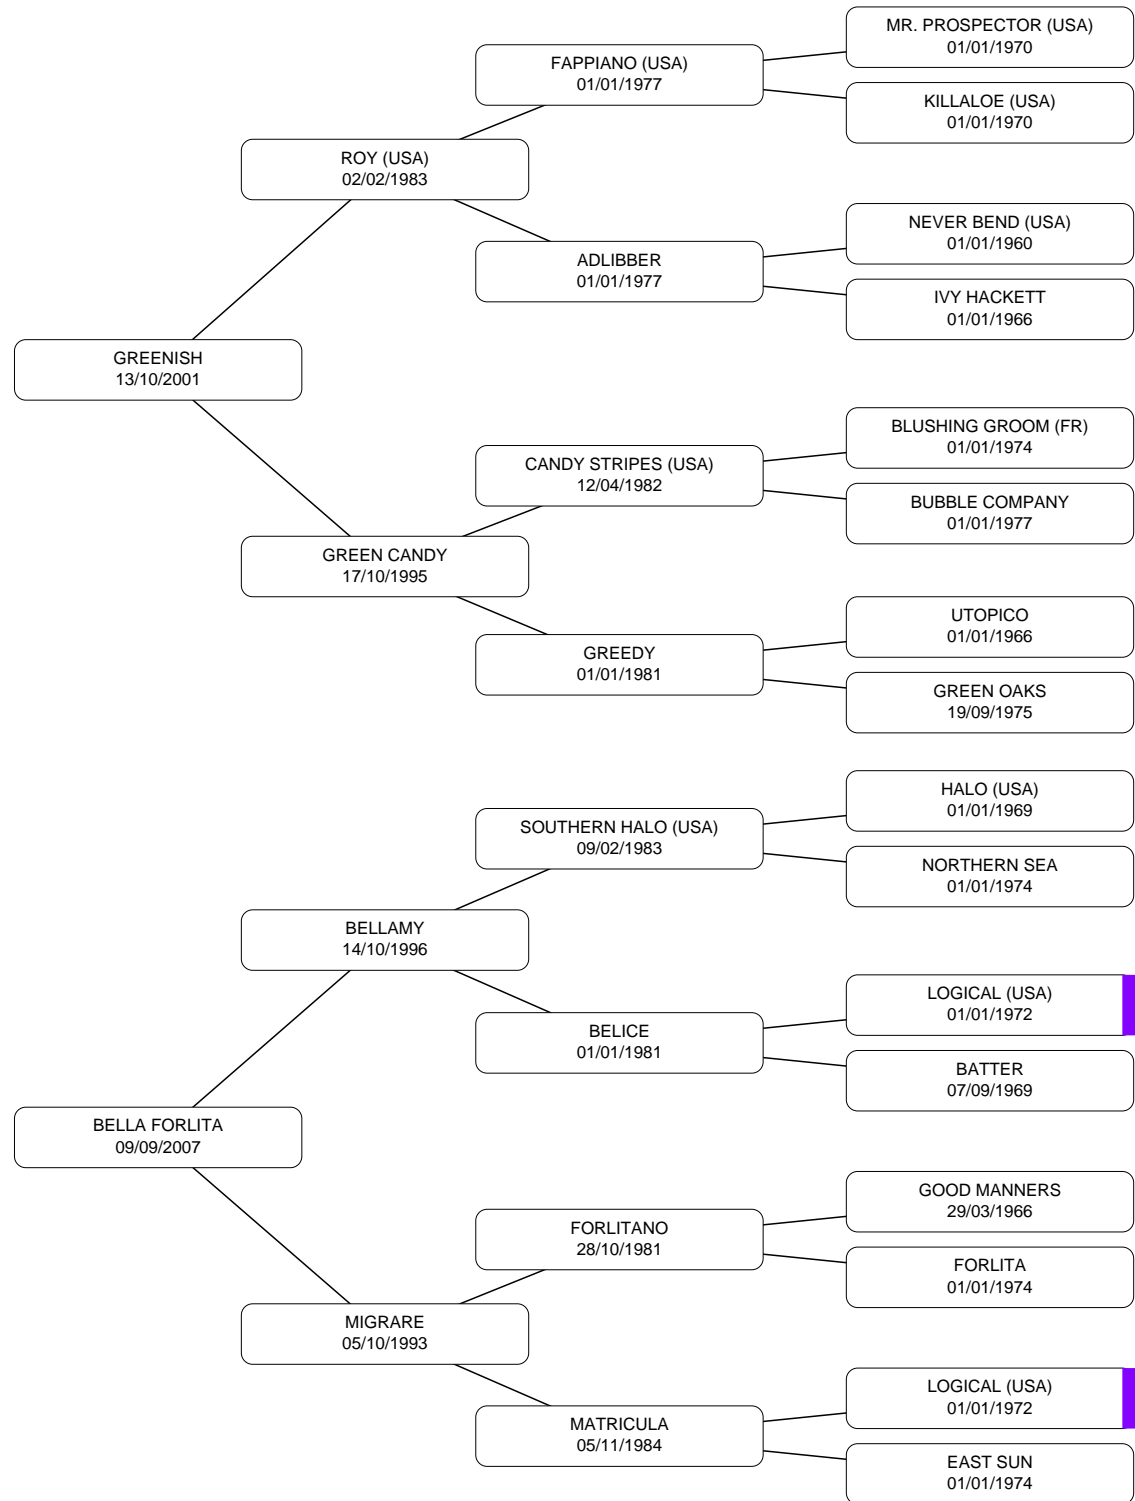 MR. PROSPECTOR (USA)
01/01/1970
FAPPIANO (USA)
01/01/1977
KILLALOE (USA)
01/01/1970
ROY (USA)
02/02/1983
NEVER BEND (USA)
01/01/1960
ADLIBBER
01/01/1977
IVY HACKETT
01/01/1966
GREENISH
13/10/2001
BLUSHING GROOM (FR)
01/01/1974
CANDY STRIPES (USA)
12/04/1982
BUBBLE COMPANY
01/01/1977
GREEN CANDY
17/10/1995
UTOPICO
01/01/1966
GREEDY
01/01/1981
GREEN OAKS
19/09/1975
HALO (USA)
01/01/1969
SOUTHERN HALO (USA)
09/02/1983
NORTHERN SEA
01/01/1974
BELLAMY
14/10/1996
LOGICAL (USA)
01/01/1972
BELICE
01/01/1981
BATTER
07/09/1969
BELLA FORLITA
09/09/2007
GOOD MANNERS
29/03/1966
FORLITANO
28/10/1981
FORLITA
01/01/1974
MIGRARE
05/10/1993
LOGICAL (USA)
01/01/1972
MATRICULA
05/11/1984
EAST SUN
01/01/1974